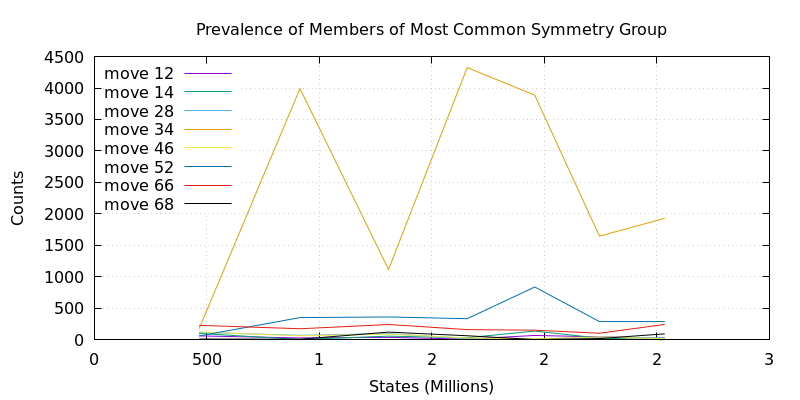 Prevalence of Members of Most Common Symmetry Group
4500
4000
3500
3000
2500
2000
1500
1000
500
0
Counts
move 12
move 14
move 28
move 34
move 46
move 52
move 66
move 68
0 500 1 2 2 2 3
States (Millions)